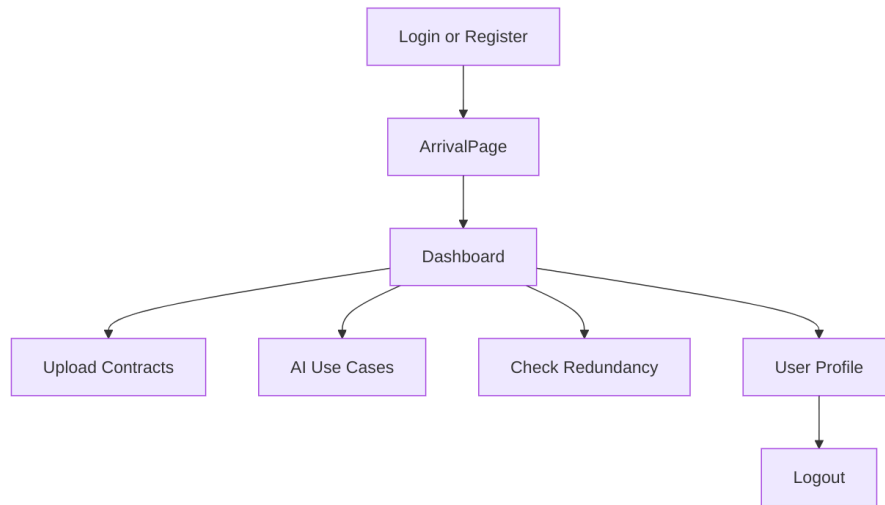 Login or Register
ArrivalPage
Dashboard
Upload Contracts
AI Use Cases
Check Redundancy
User Profile
Logout